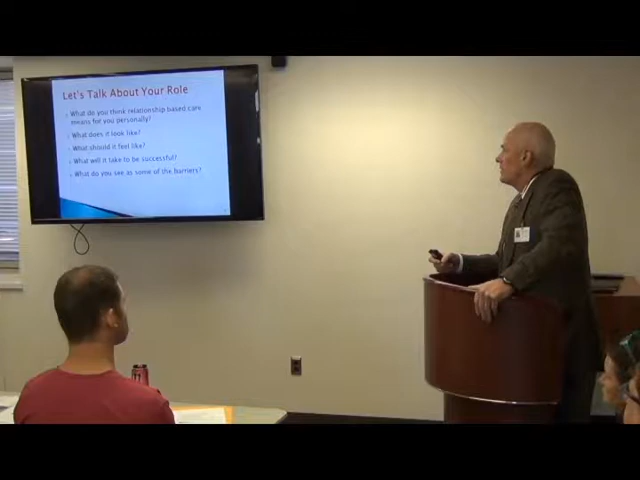 Let's Talk About Your Role
What do you think relationship based care
means for you personally?
What does it look like?
What should it feel like?
What will it take to be successful?
What do you see as some of the barriers?